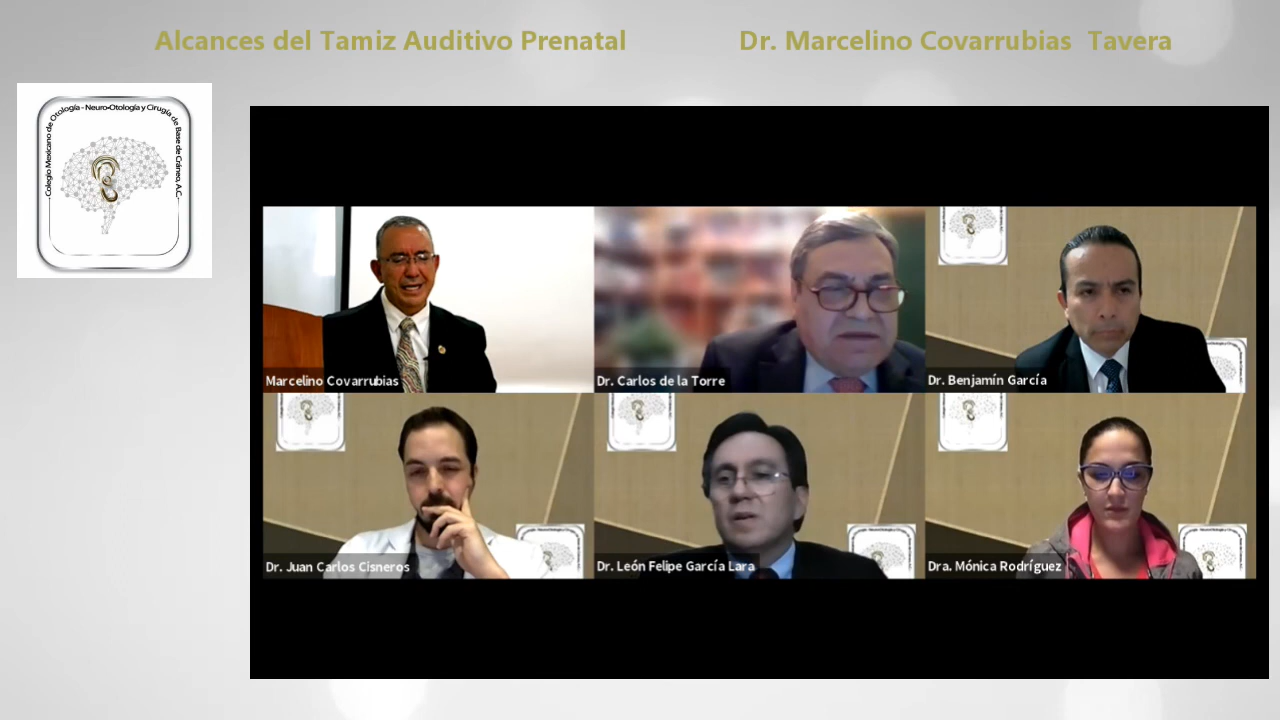 Alcances del Tamiz Auditivo Prenatal
Dr. Marcelino Covarrubias Tavera
Colegio Mexicano de Otología - Neuro-Otología y Cirugía de Base de Cráneo, A.C.
Marcelino Covarrubias
Dr. Carlos de la Torre
Dr. Benjamín García
Dr. Juan Carlos Cisneros
Dr. León Felipe García Lara
Dra. Mónica Rodríguez